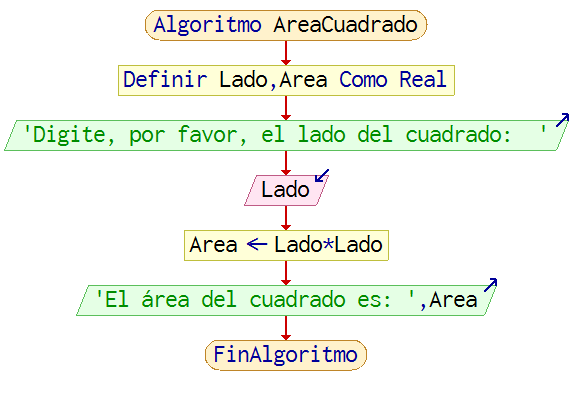 Algoritmo AreaCuadrado
Definir Lado,Area Como Real
'Digite, por favor, el lado del cuadrado:  '
Lado
Area ← Lado*Lado
'El área del cuadrado es: ',Area
FinAlgoritmo